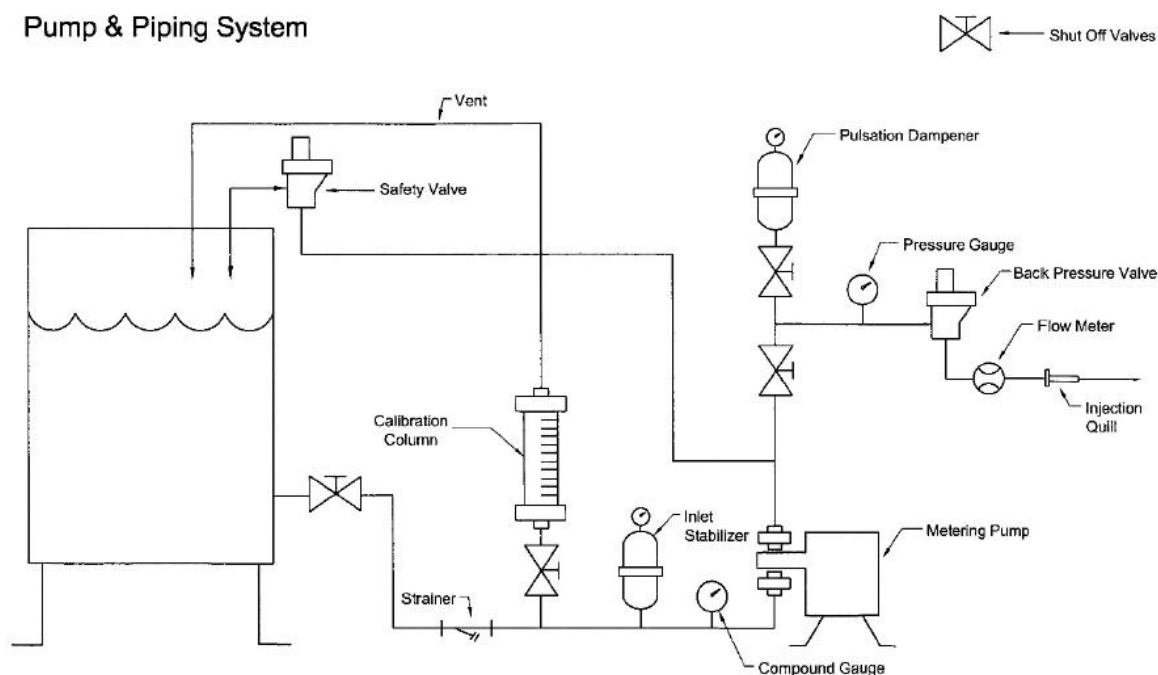 Pump & Piping System
Shut Off Valves
Vent
Pulsation Dampener
Safety Valve
Pressure Gauge
Back Pressure Valve
Flow Meter
Injection
Quill
Calibration
Column
Inlet
Stabilizer
Metering Pump
Strainer
Compound Gauge